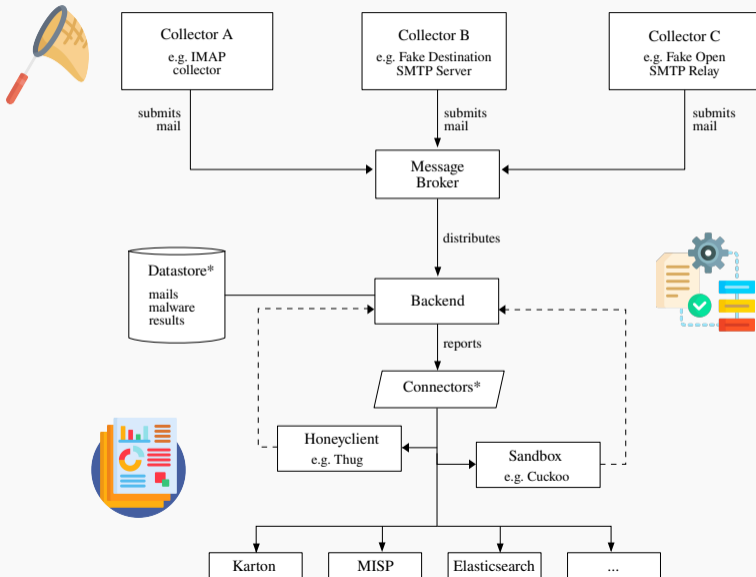 Collector A
e.g. IMAP
collector
Collector B
e.g. Fake Destination
SMTP Server
Collector C
e.g. Fake Open
SMTP Relay
submits
mail
submits
mail
submits
mail
Message
Broker
distributes
Datastore*
mails
malware
results
Backend
reports
Connectors*
Honeyclient
e.g. Thug
Sandbox
e.g. Cuckoo
Karton
MISP
Elasticsearch
...